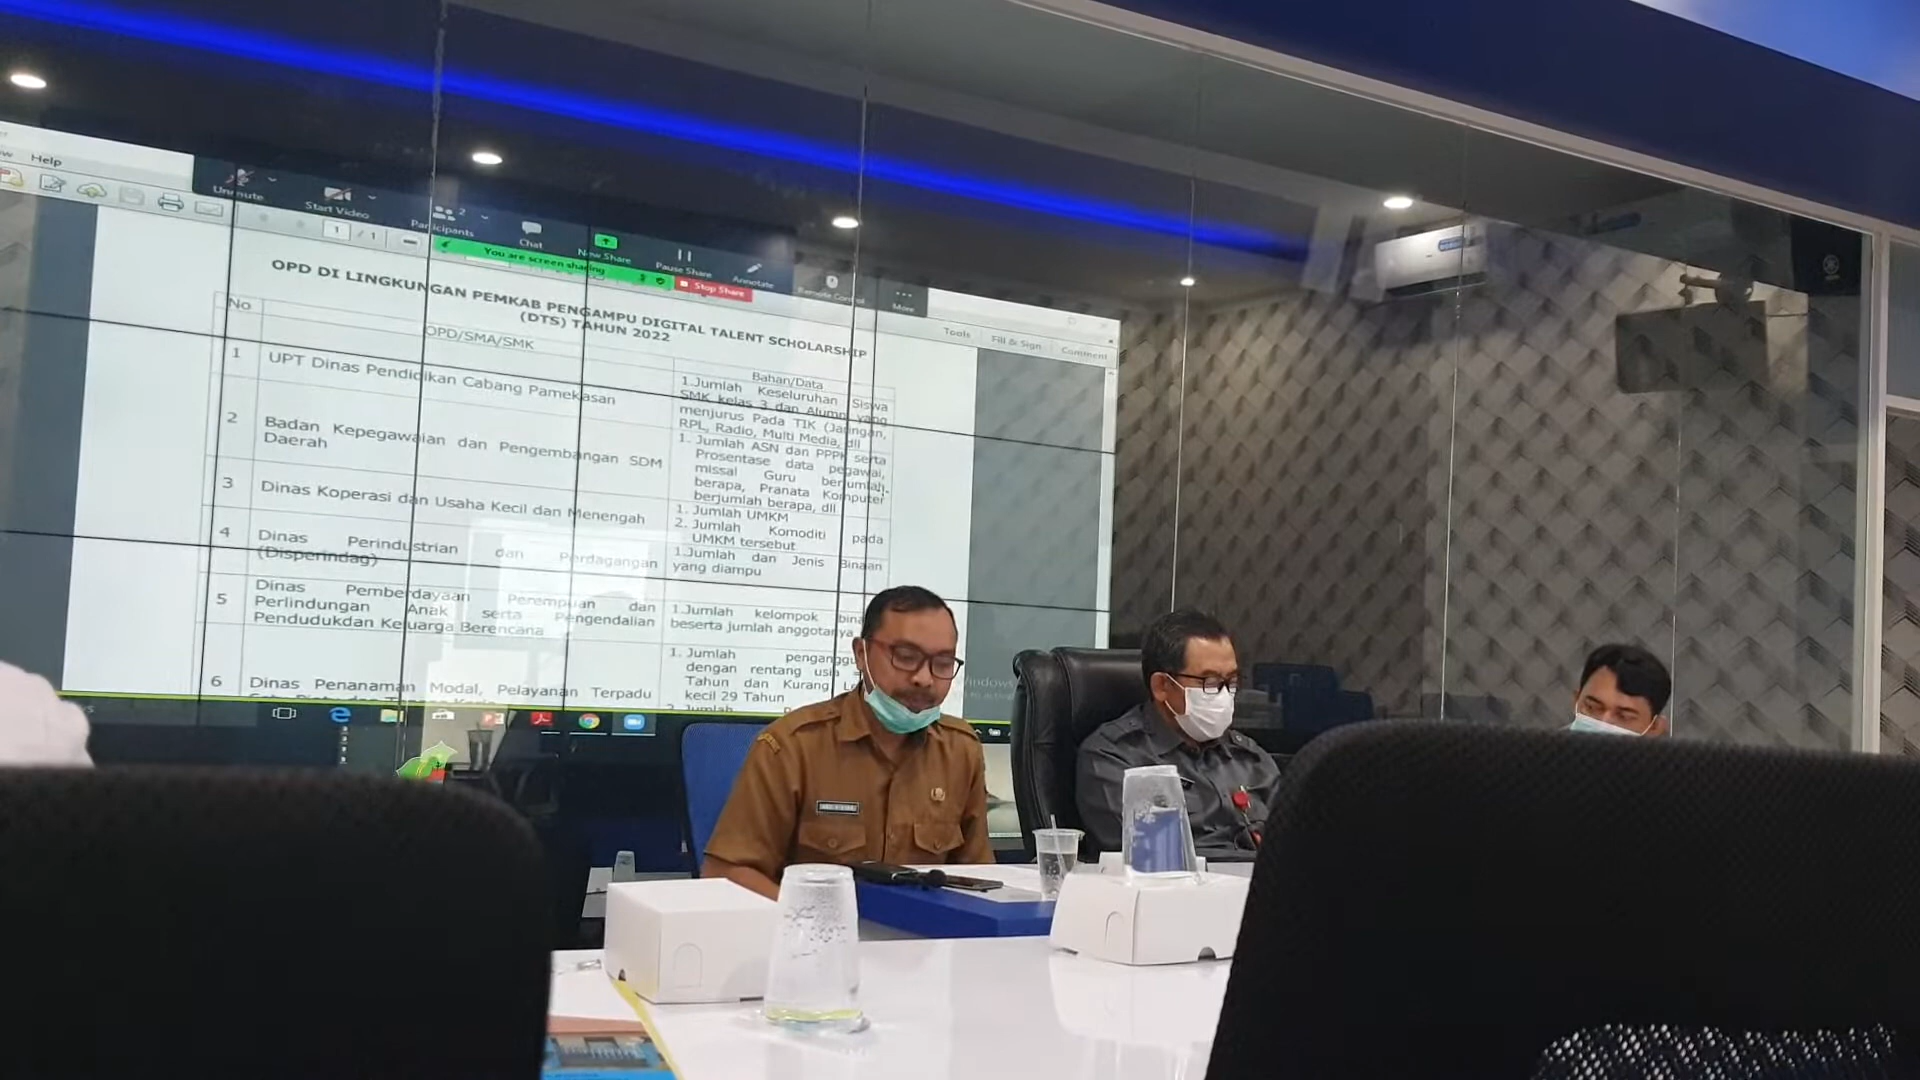 Help
Unmute
Start Video
Participants
2
Chat
New Share
Pause Share
Annotate
Remote Control
More
1 / 1
You are screen sharing
Stop Share
Tools
Fill & Sign
Comment
OPD DI LINGKUNGAN PEMKAB PENGAMPU DIGITAL TALENT SCHOLARSHIP
(DTS) TAHUN 2022
No
OPD/SMA/SMK
Bahan/Data
1
UPT Dinas Pendidikan Cabang Pamekasan
1.Jumlah Keseluruhan Siswa
SMK kelas 3 dan Alumni yang
menjurus Pada TIK (Jaringan,
RPL, Radio, Multi Media, dll
2
Badan Kepegawaian dan Pengembangan SDM
Daerah
1. Jumlah ASN dan PPPK serta
Prosentase data pegawai,
missal Guru berjumlah
berapa, Pranata Komputer
berjumlah berapa, dll
3
Dinas Koperasi dan Usaha Kecil dan Menengah
1. Jumlah UMKM
2. Jumlah Komoditi pada
UMKM tersebut
4
Dinas Perindustrian dan Perdagangan
(Disperindag)
1.Jumlah dan Jenis Binaan
yang diampu
5
Dinas Pemberdayaan Perempuan dan
Perlindungan Anak serta Pengendalian
Pendudukdan Keluarga Berencana
1.Jumlah kelompok
beserta jumlah anggotanya
6
Dinas Penanaman Modal, Pelayanan Terpadu
1. Jumlah
dengan rentang usia
Tahun dan Kurang
kecil 29 Tahun
2. Jumlah